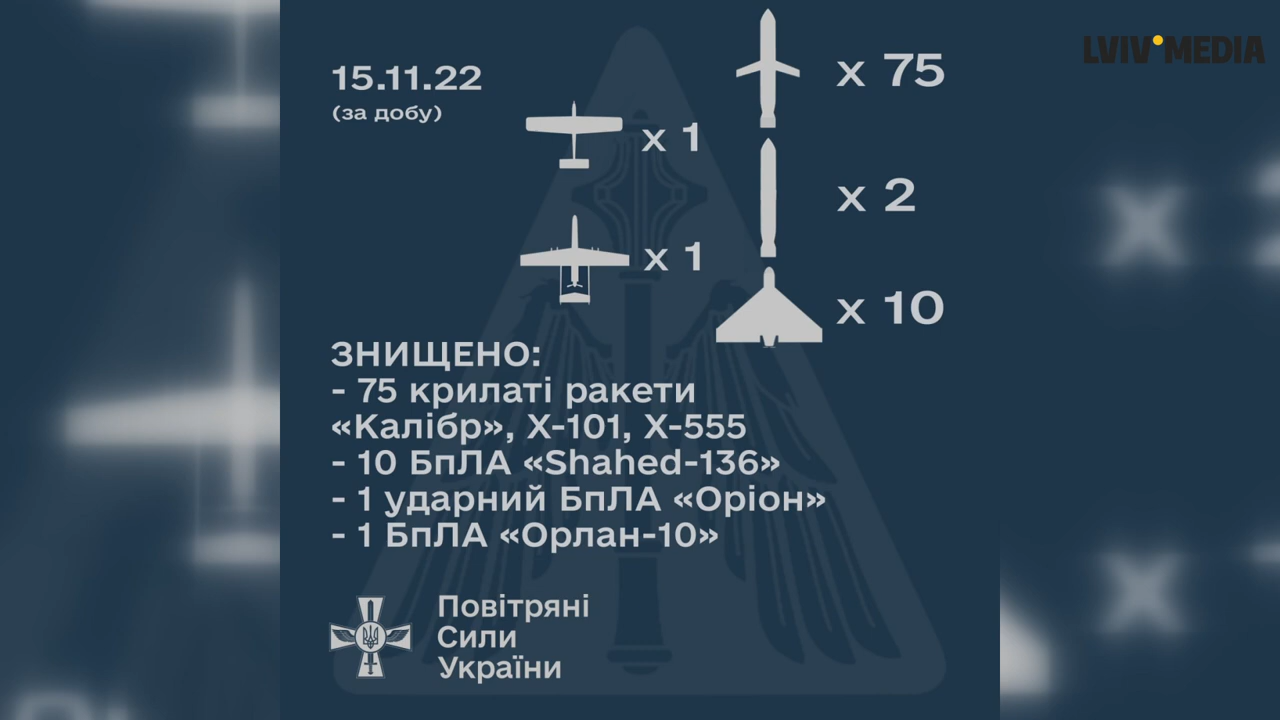 LVIV MEDIA
15.11.22
(за добу)
x 1
x 1
x 75
x 2
x 10
ЗНИЩЕНО:
- 75 крилаті ракети
«Калібр», Х-101, Х-555
- 10 БпЛА «Shahed-136»
- 1 ударний БпЛА «Оріон»
- 1 БпЛА «Орлан-10»
Повітряні
Сили
України